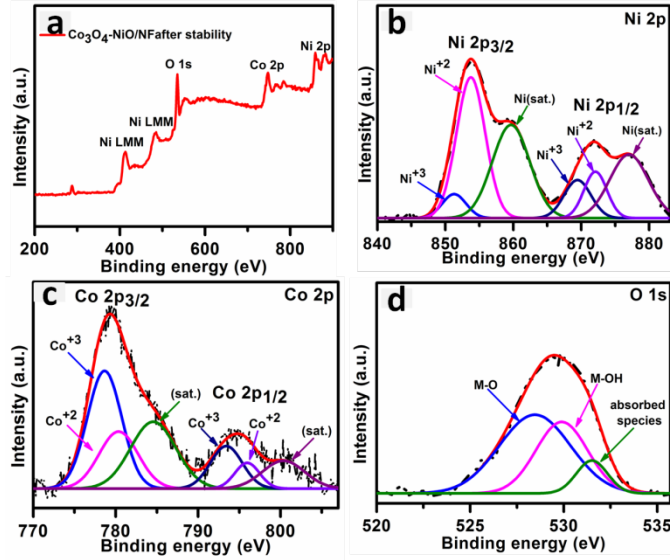 a
Co3O4-NiO/NFafter stability
Ni 2p
O 1s
Co 2p
Ni LMM
Ni LMM
Intensity (a.u.)
200 400 600 800
Binding energy (eV)
b
Ni 2p
Ni 2p3/2
Ni+2
Ni(sat.)
Ni 2p1/2
Ni+2
Ni(sat.)
Ni+3
Ni+3
Intensity (a.u.)
840 850 860 870 880
Binding energy (eV)
c
Co 2p
Co 2p3/2
Co+3
(sat.)
Co 2p1/2
Co+2
Co+3
Co+2
(sat.)
Intensity (a.u.)
770 780 790 800
Binding energy (eV)
d
O 1s
M-O
M-OH
absorbed
species
Intensity (a.u.)
520 525 530 535
Binding energy (eV)